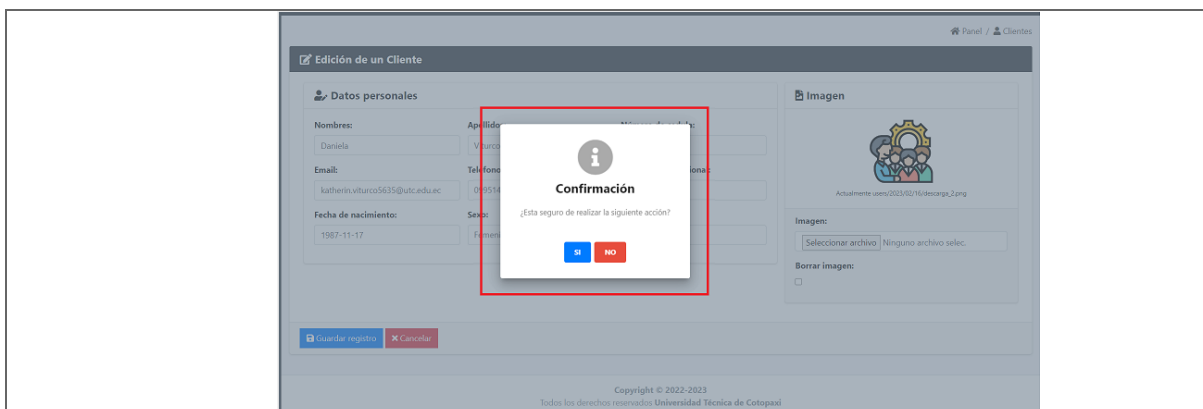 Panel / Clientes
Edición de un Cliente
Datos personales
Imagen
Nombres:
Daniela
Email:
katherin.viturco5635@utc.edu.ec
Fecha de nacimiento:
1987-11-17
Confirmación
¿Esta seguro de realizar la siguiente acción?
SI NO
Actualmente users/2023/02/16/descarga_2.png
Imagen:
Seleccionar archivo Ninguno archivo selec.
Borrar imagen:
Guardar registro Cancelar
Copyright © 2022-2023
Todos los derechos reservados Universidad Técnica de Cotopaxi